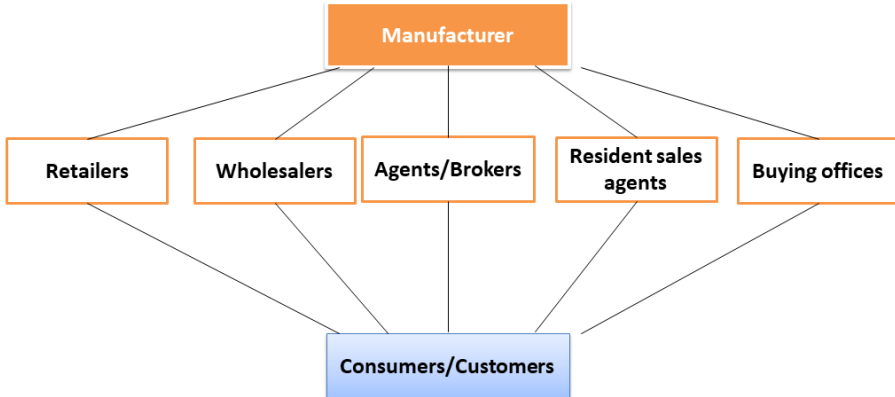 Manufacturer
Retailers
Wholesalers
Agents/Brokers
Resident sales
agents
Buying offices
Consumers/Customers